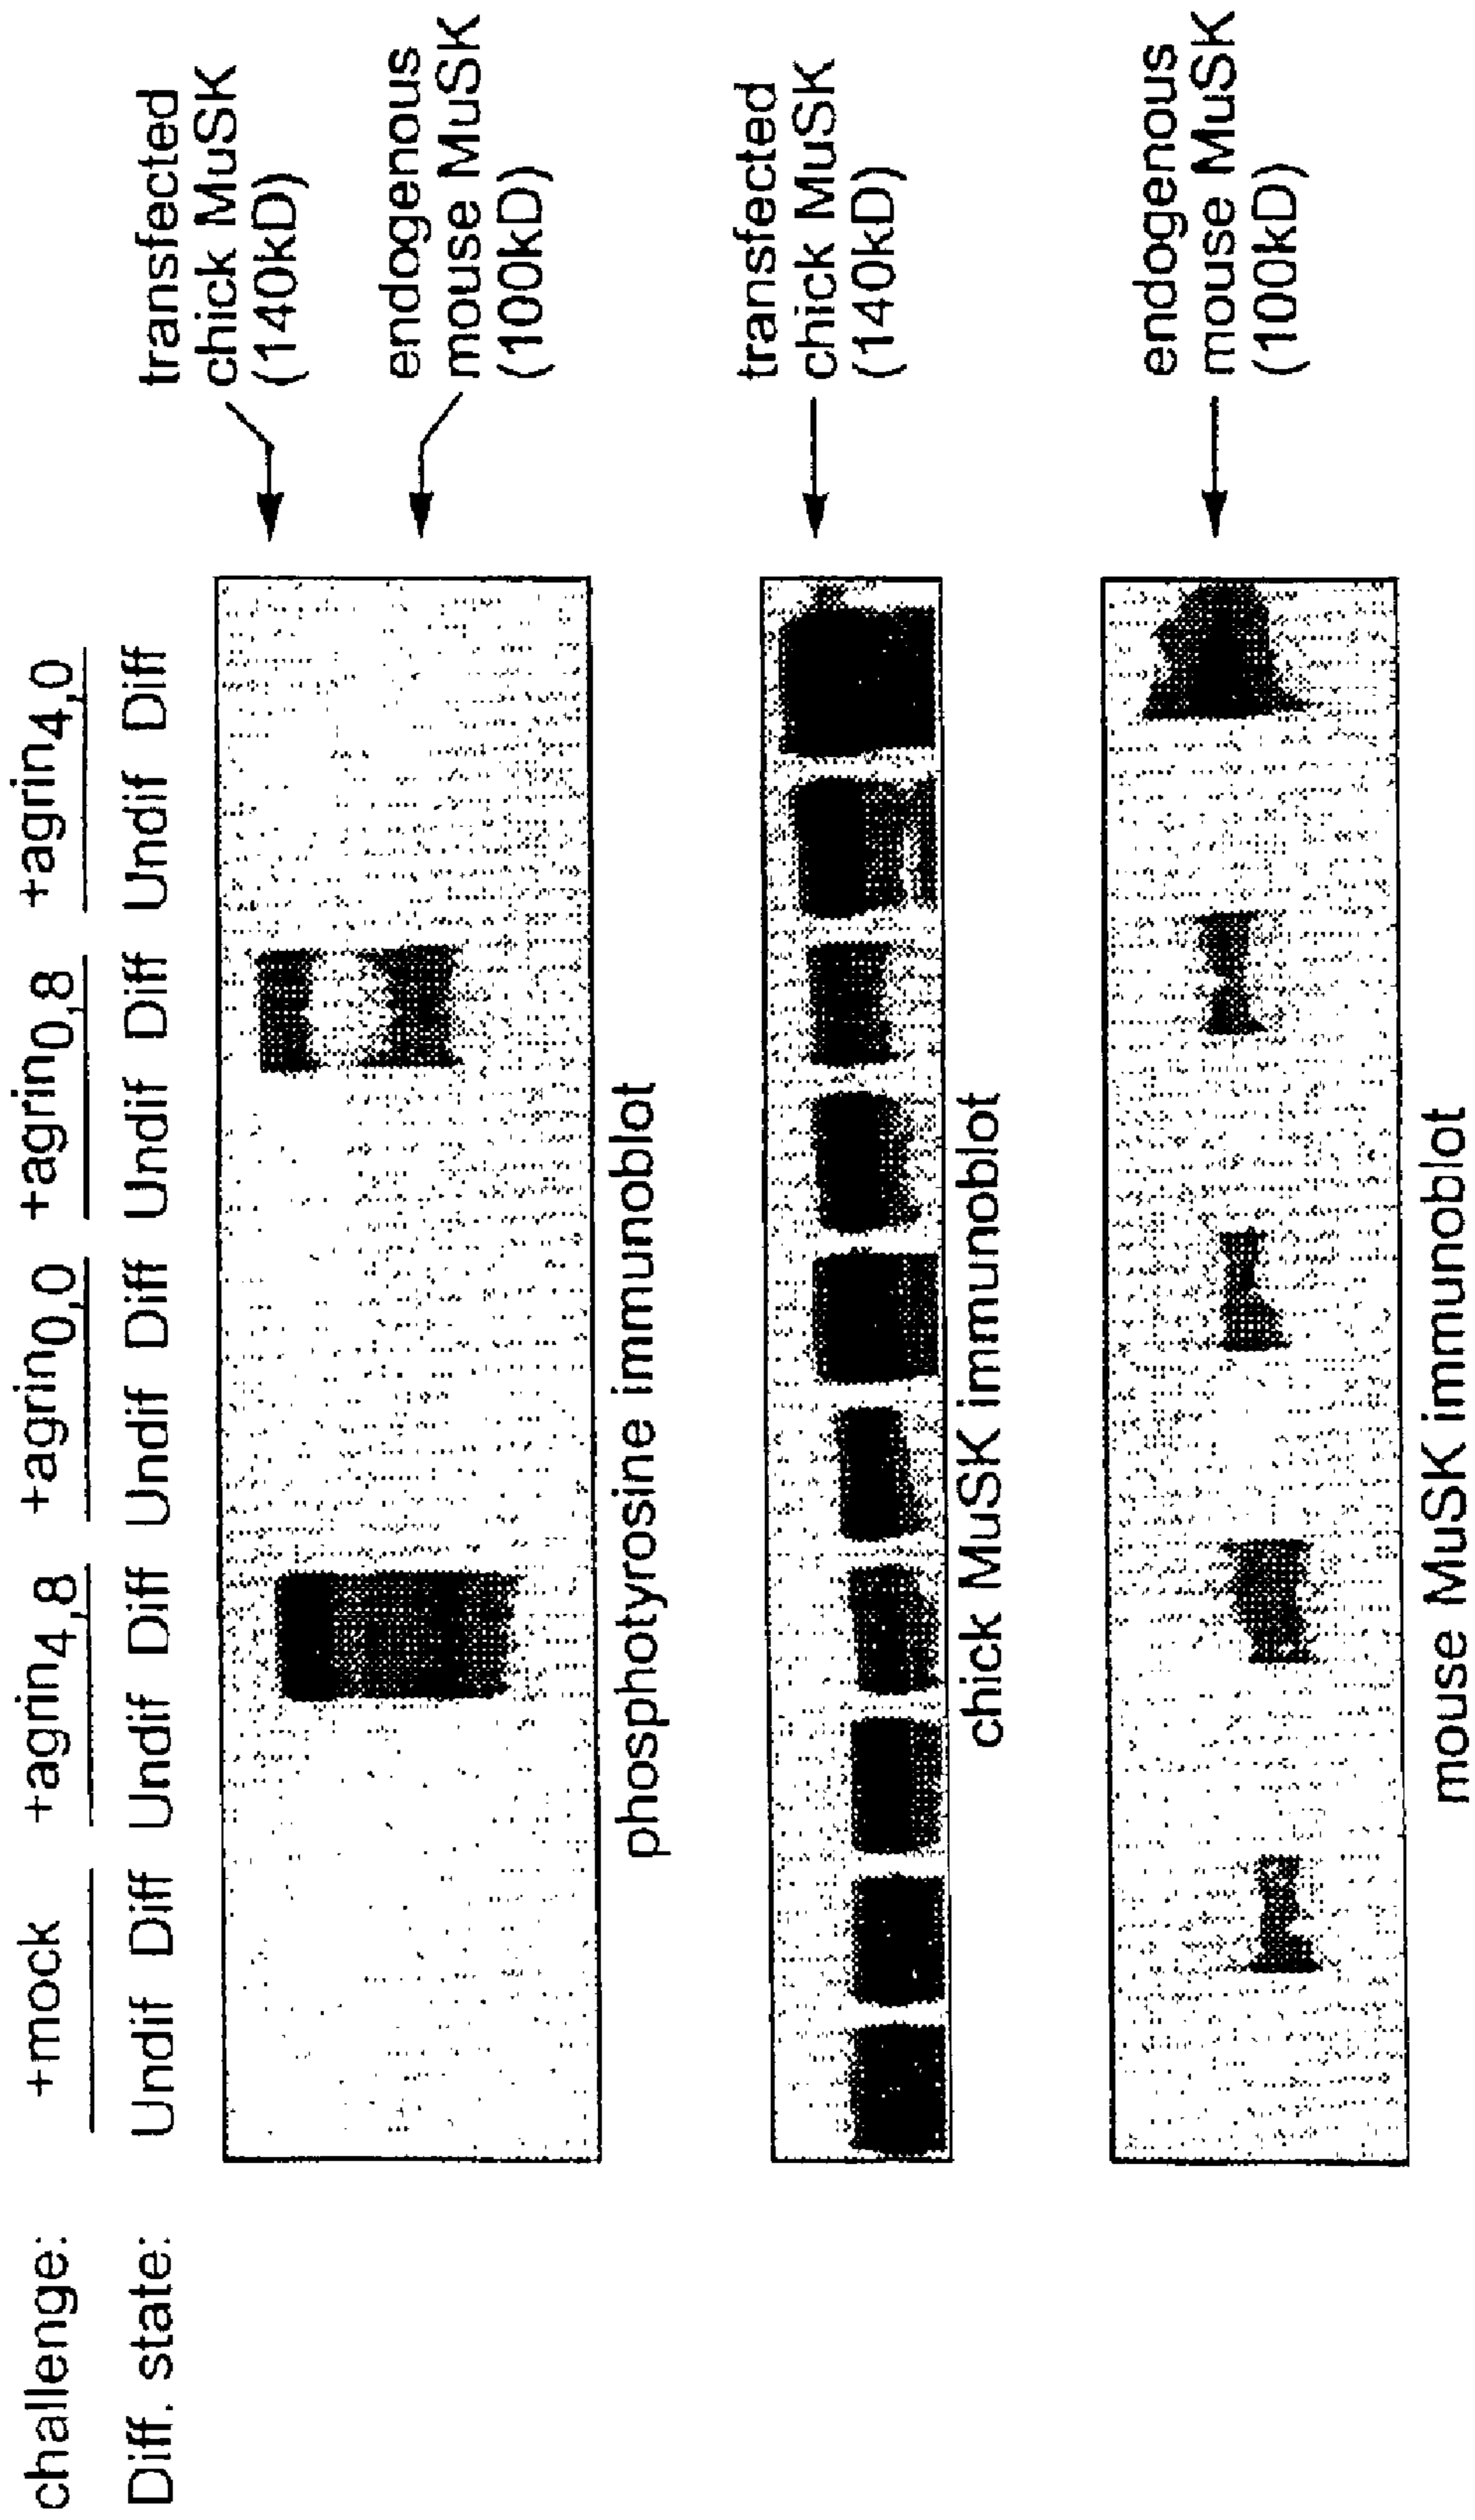 challenge: +mock +agrin4,8 +agrin0,0 +agrin0,8 +agrin4,0
Diff. state: Undif Diff Undif Diff Undif Diff Undif Diff Undif Diff
transfected
chick MuSK
(140kD)
endogenous
mouse MuSK
(100kD)
phosphotyrosine immunoblot
transfected
chick MuSK
(140kD)
chick MuSK immunoblot
endogenous
mouse MuSK
(100kD)
mouse MuSK immunoblot